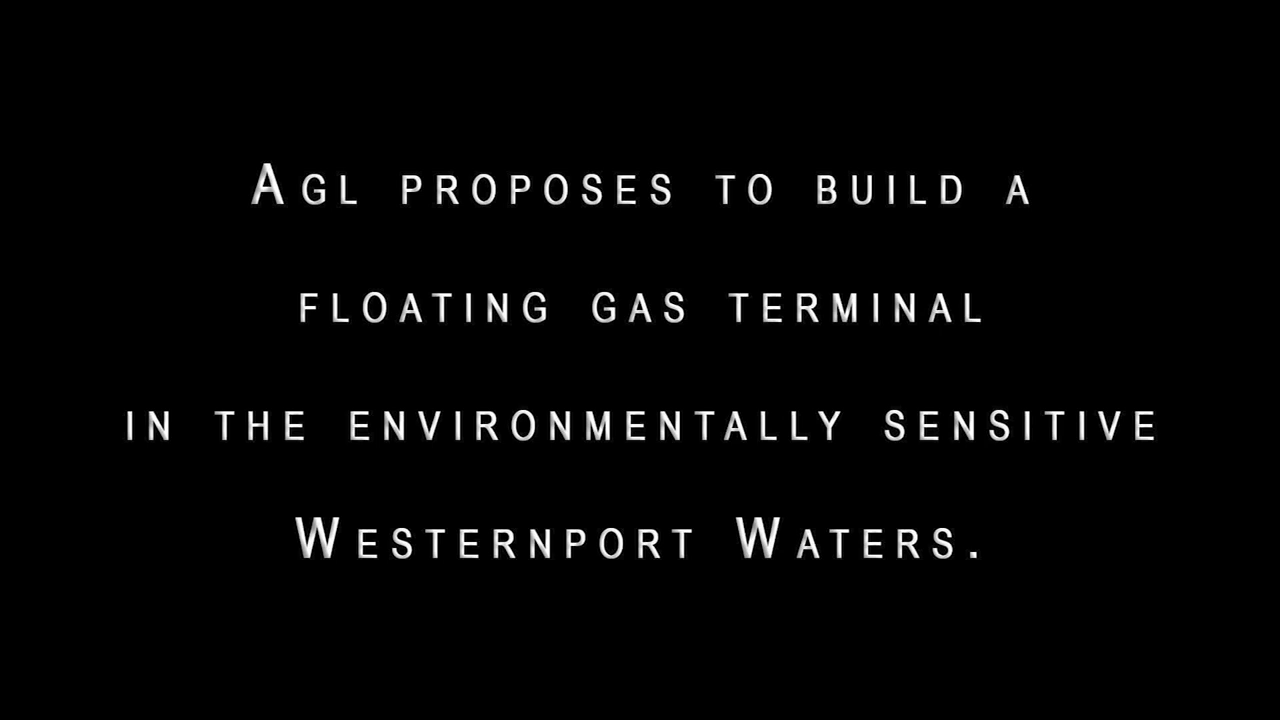 Agl proposes to build a
floating gas terminal
in the environmentally sensitive
Westernport Waters.